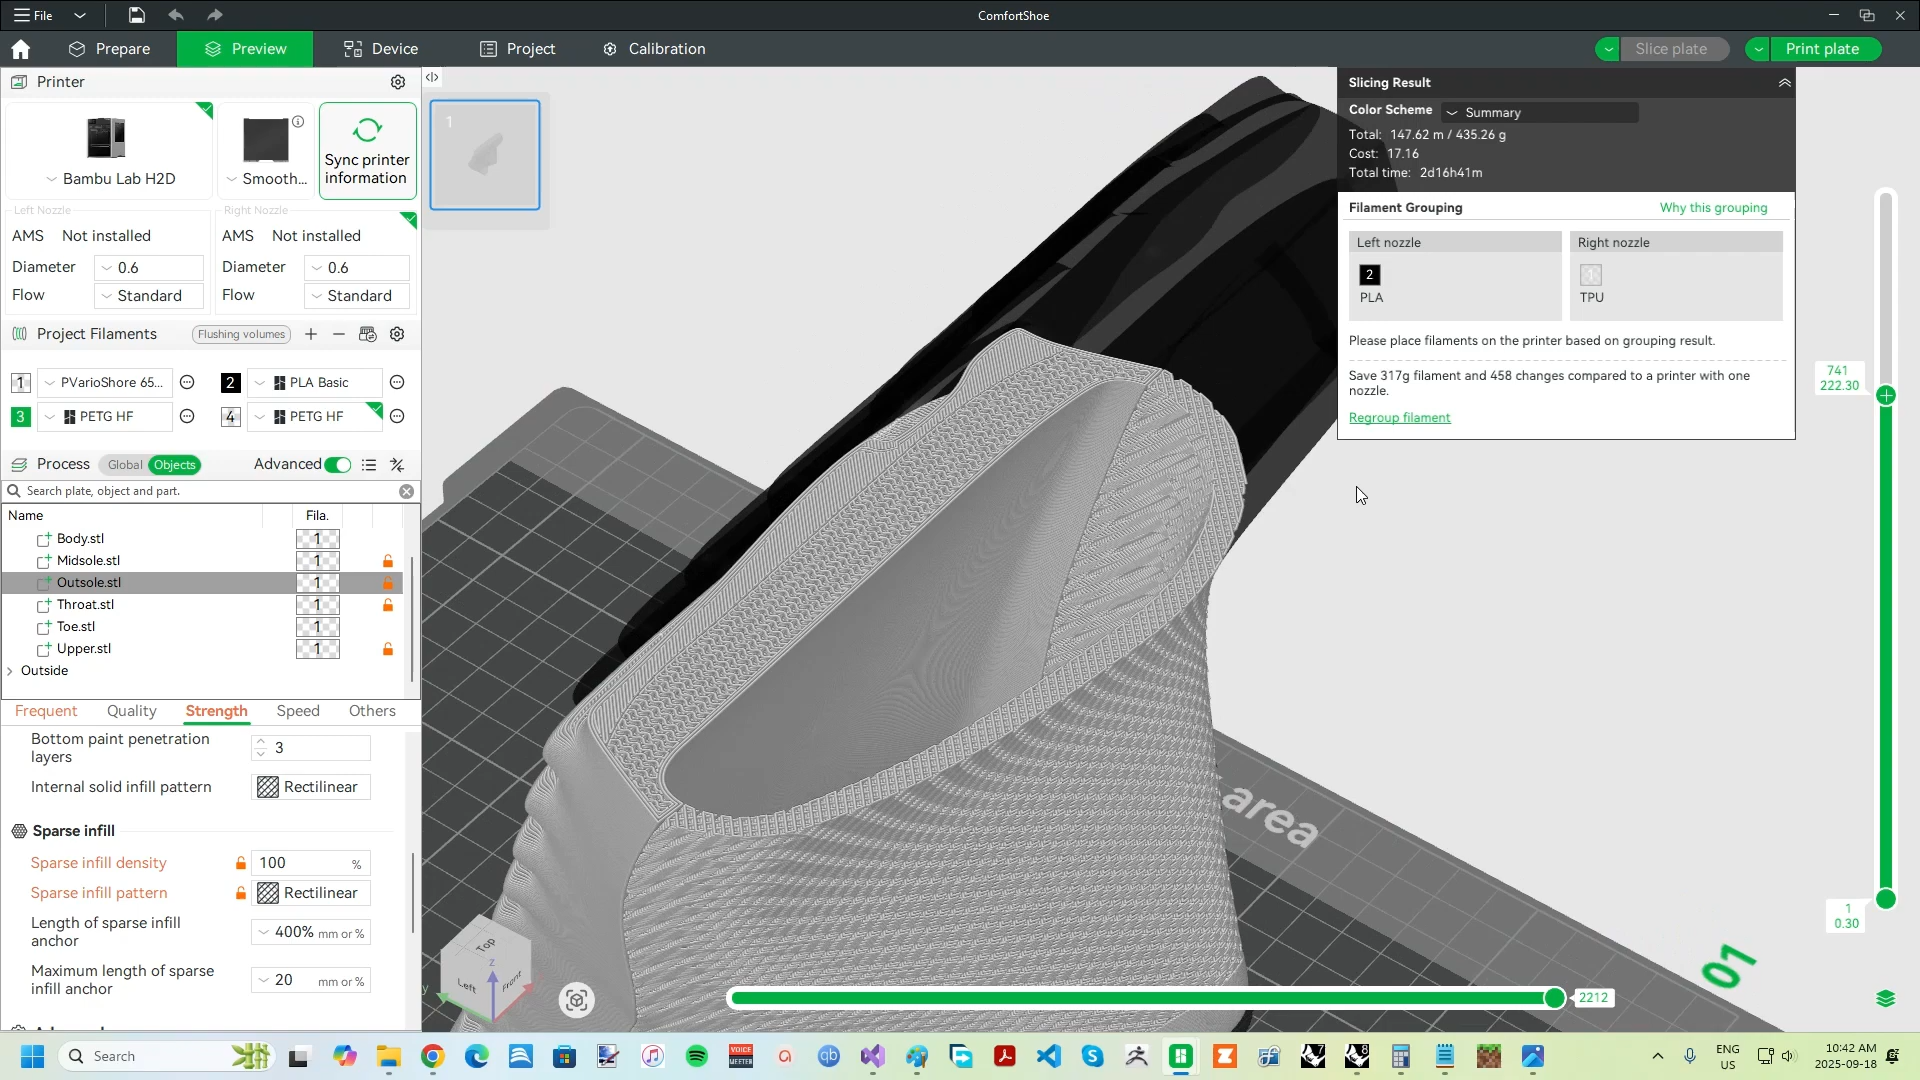 File
ComfortShoe
Prepare
Preview
Device
Project
Calibration
Slice plate
Print plate
Printer
Bambu Lab H2D
Smooth...
Sync printer
information
Left Nozzle
Right Nozzle
AMS Not installed
AMS Not installed
Diameter 0.6
Diameter 0.6
Flow Standard
Flow Standard
Project Filaments
Flushing volumes
1 PVarioShore 65...
2 PLA Basic
3 PETG HF
4 PETG HF
Process
Global
Objects
Advanced
Search plate, object and part.
Name
Fila.
Body.stl 1
Midsole.stl 1
Outsole.stl 1
Throat.stl 1
Toe.stl 1
Upper.stl 1
Outside
Frequent
Quality
Strength
Speed
Others
Bottom paint penetration
layers
3
Internal solid infill pattern
Rectilinear
Sparse infill
Sparse infill density
100 %
Sparse infill pattern
Rectilinear
Length of sparse infill
anchor
400% mm or %
Maximum length of sparse
infill anchor
20 mm or %
1
Slicing Result
Color Scheme Summary
Total: 147.62 m / 435.26 g
Cost: 17.16
Total time: 2d16h41m
Filament Grouping
Why this grouping
Left nozzle
2
PLA
Right nozzle
1
TPU
Please place filaments on the printer based on grouping result.
Save 317g filament and 458 changes compared to a printer with one
nozzle.
Regroup filament
741
222.30
1
0.30
area
01
Top
Left
Front
z
y
2212
Search
ENG
US
10:42 AM
2025-09-18